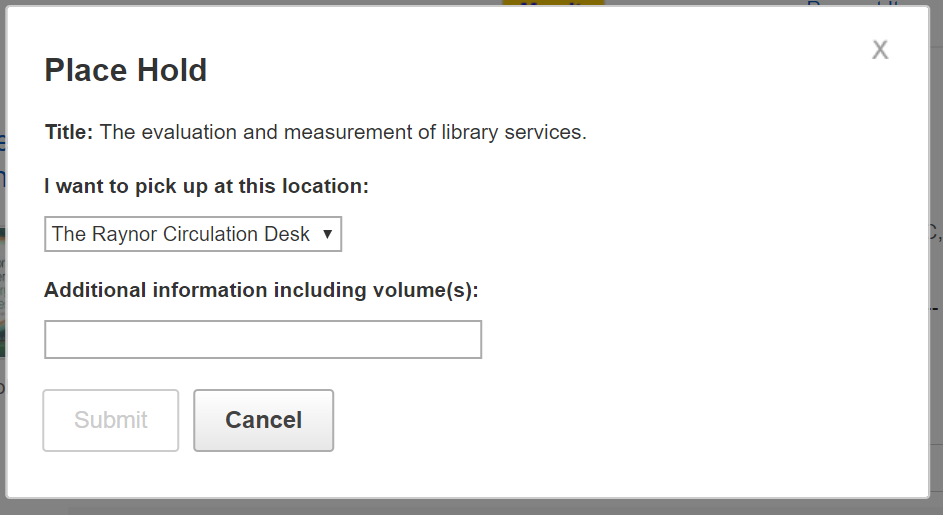 X
Place Hold
Title: The evaluation and measurement of library services.
I want to pick up at this location:
The Raynor Circulation Desk ▼
Additional information including volume(s):
Submit Cancel